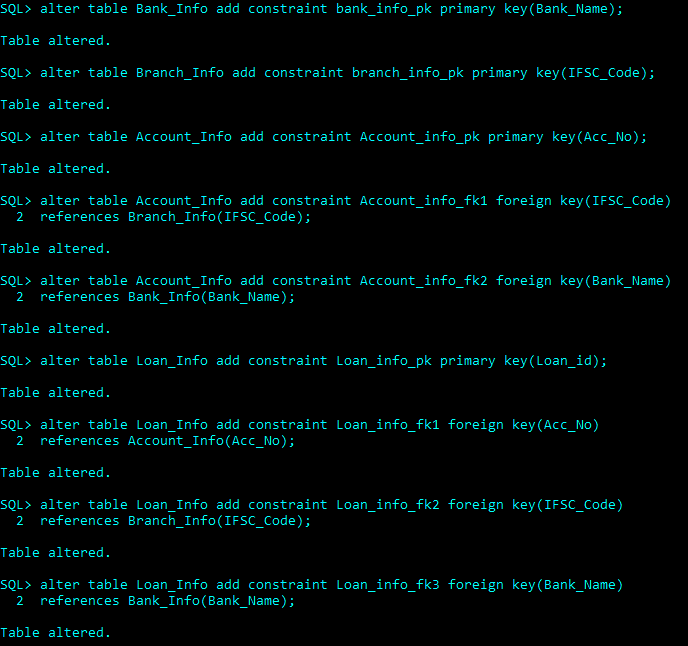 SQL> alter table Bank_Info add constraint bank_info_pk primary key(Bank_Name);
Table altered.
SQL> alter table Branch_Info add constraint branch_info_pk primary key(IFSC_Code);
Table altered.
SQL> alter table Account_Info add constraint Account_info_pk primary key(Acc_No);
Table altered.
SQL> alter table Account_Info add constraint Account_info_fk1 foreign key(IFSC_Code)
2 references Branch_Info(IFSC_Code);
Table altered.
SQL> alter table Account_Info add constraint Account_info_fk2 foreign key(Bank_Name)
2 references Bank_Info(Bank_Name);
Table altered.
SQL> alter table Loan_Info add constraint Loan_info_pk primary key(Loan_id);
Table altered.
SQL> alter table Loan_Info add constraint Loan_info_fk1 foreign key(Acc_No)
2 references Account_Info(Acc_No);
Table altered.
SQL> alter table Loan_Info add constraint Loan_info_fk2 foreign key(IFSC_Code)
2 references Branch_Info(IFSC_Code);
Table altered.
SQL> alter table Loan_Info add constraint Loan_info_fk3 foreign key(Bank_Name)
2 references Bank_Info(Bank_Name);
Table altered.